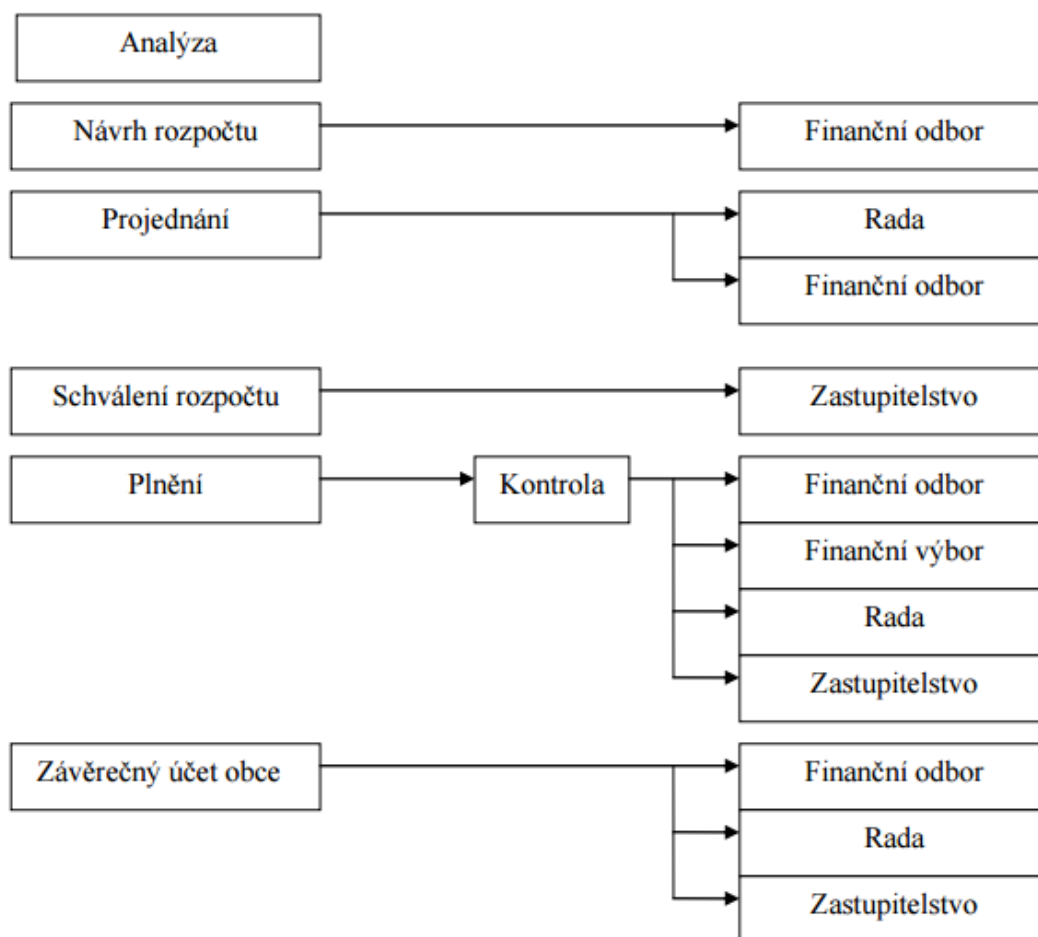 Analýza
Návrh rozpočtu
Finanční odbor
Projednání
Rada
Finanční odbor
Schválení rozpočtu
Zastupitelstvo
Plnění
Kontrola
Finanční odbor
Finanční výbor
Rada
Zastupitelstvo
Závěrečný účet obce
Finanční odbor
Rada
Zastupitelstvo